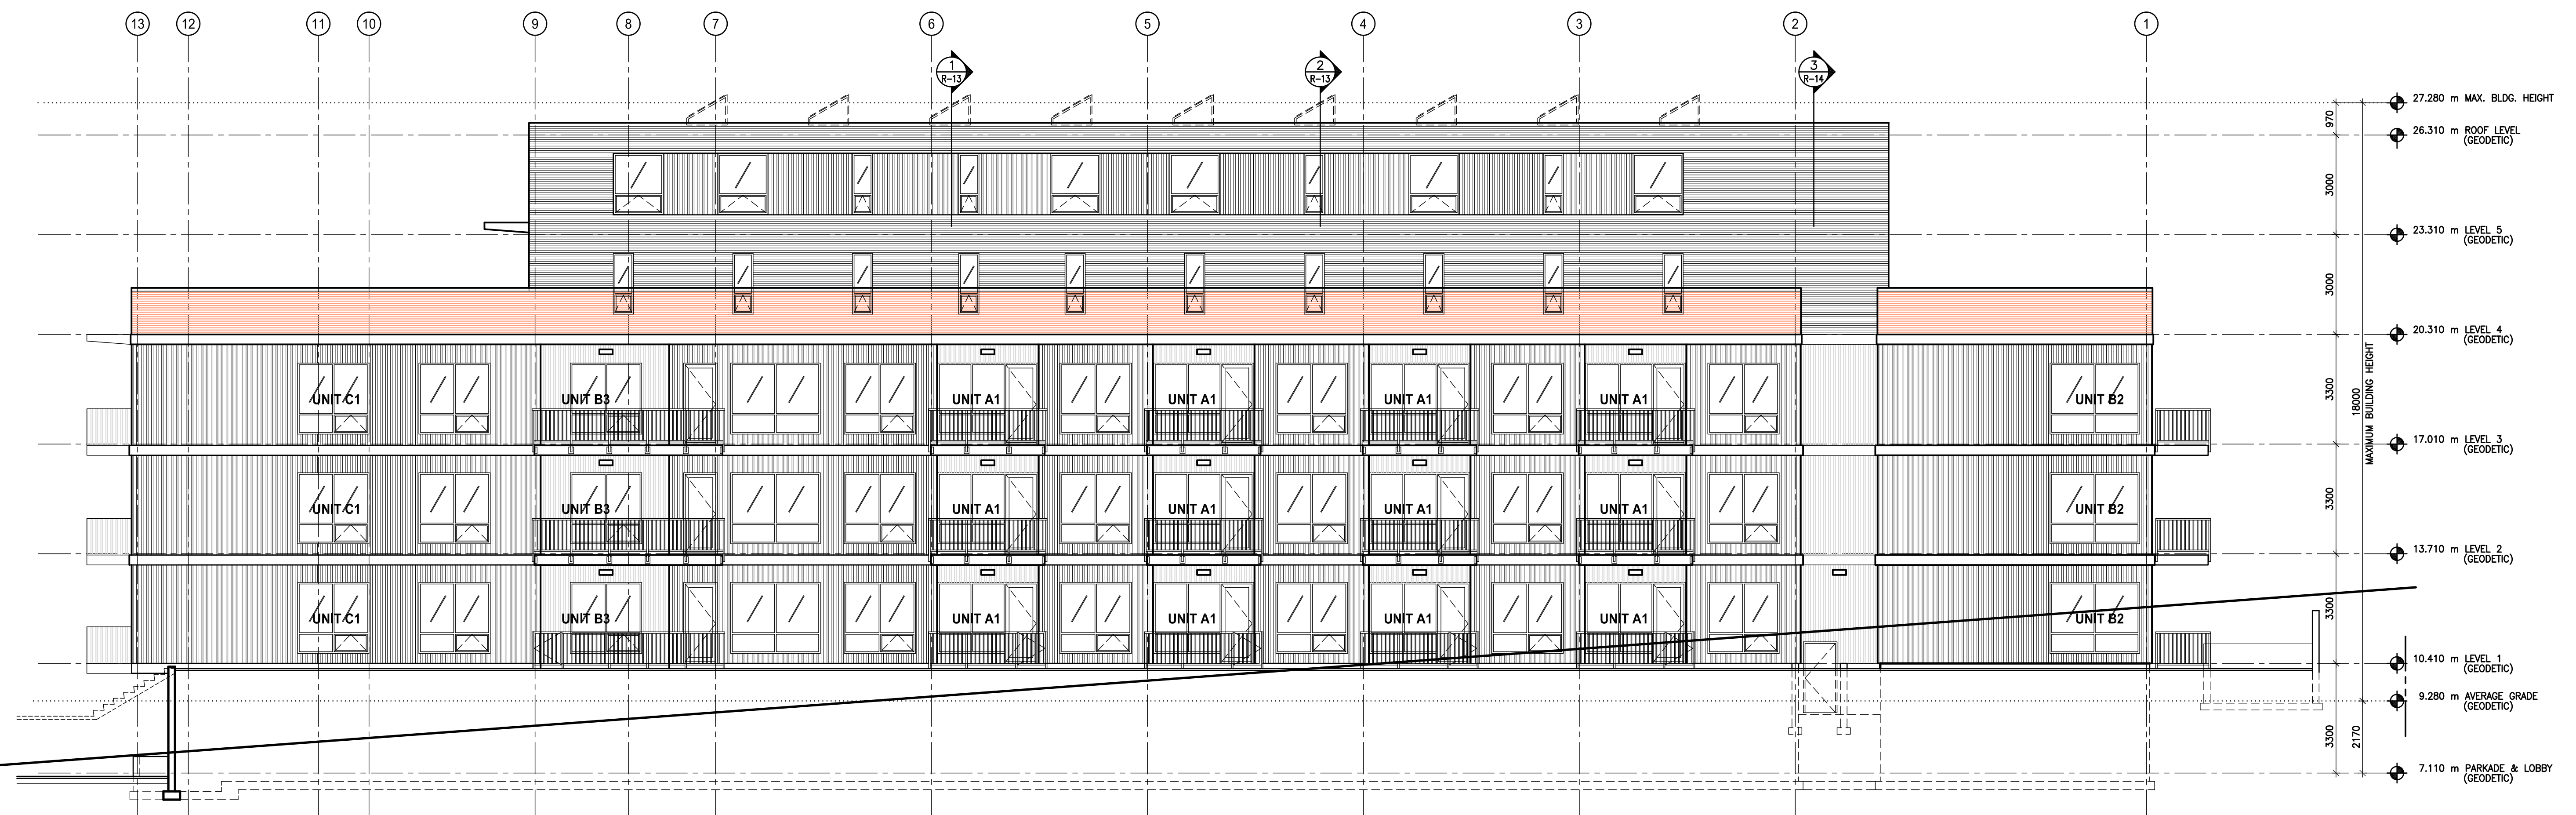 13 12 11 10 9 8 7 6 5 4 3 2 1
1
R-13
2
R-13
3
R-14
27.280 m MAX. BLDG. HEIGHT
970
26.310 m ROOF LEVEL
(GEODETIC)
3000
23.310 m LEVEL 5
(GEODETIC)
3000
20.310 m LEVEL 4
(GEODETIC)
UNIT C1 UNIT B3 UNIT A1 UNIT A1 UNIT A1 UNIT A1 UNIT B2
3300
18000
MAXIMUM BUILDING HEIGHT
17.010 m LEVEL 3
(GEODETIC)
UNIT C1 UNIT B3 UNIT A1 UNIT A1 UNIT A1 UNIT A1 UNIT B2
3300
13.710 m LEVEL 2
(GEODETIC)
UNIT C1 UNIT B3 UNIT A1 UNIT A1 UNIT A1 UNIT A1 UNIT B2
3300
10.410 m LEVEL 1
(GEODETIC)
9.280 m AVERAGE GRADE
(GEODETIC)
3300
2170
7.110 m PARKADE & LOBBY
(GEODETIC)